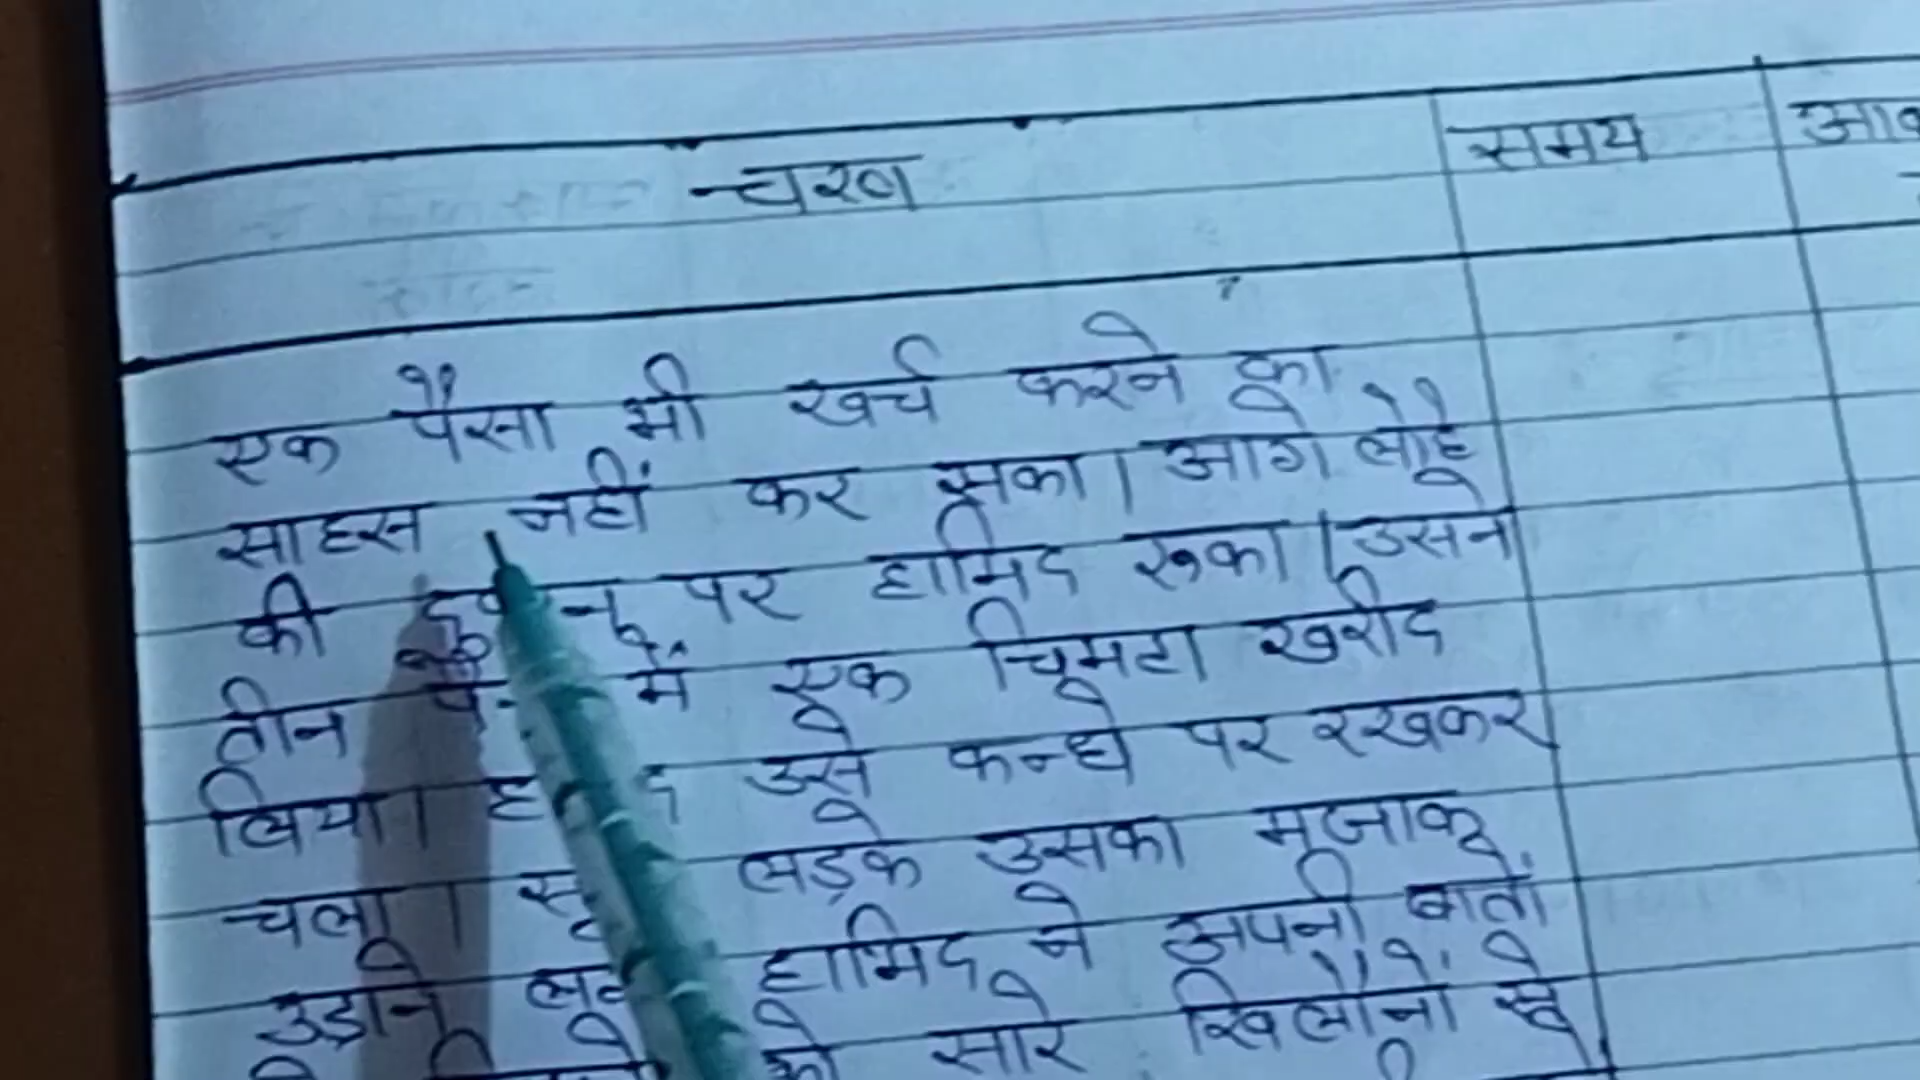 चरण समय
एक पैसा भी खर्च करने का
साहस नहीं कर सका। आगे लोहे
की पर हामिद रुका। उसने
तीन में एक चिमटा खरीद
लिया। उसे कन्धे पर रखकर
चला। लड़के उसका मजाक
उड़ाने हामिद ने अपनी बातों
को सारे खिलौनों से